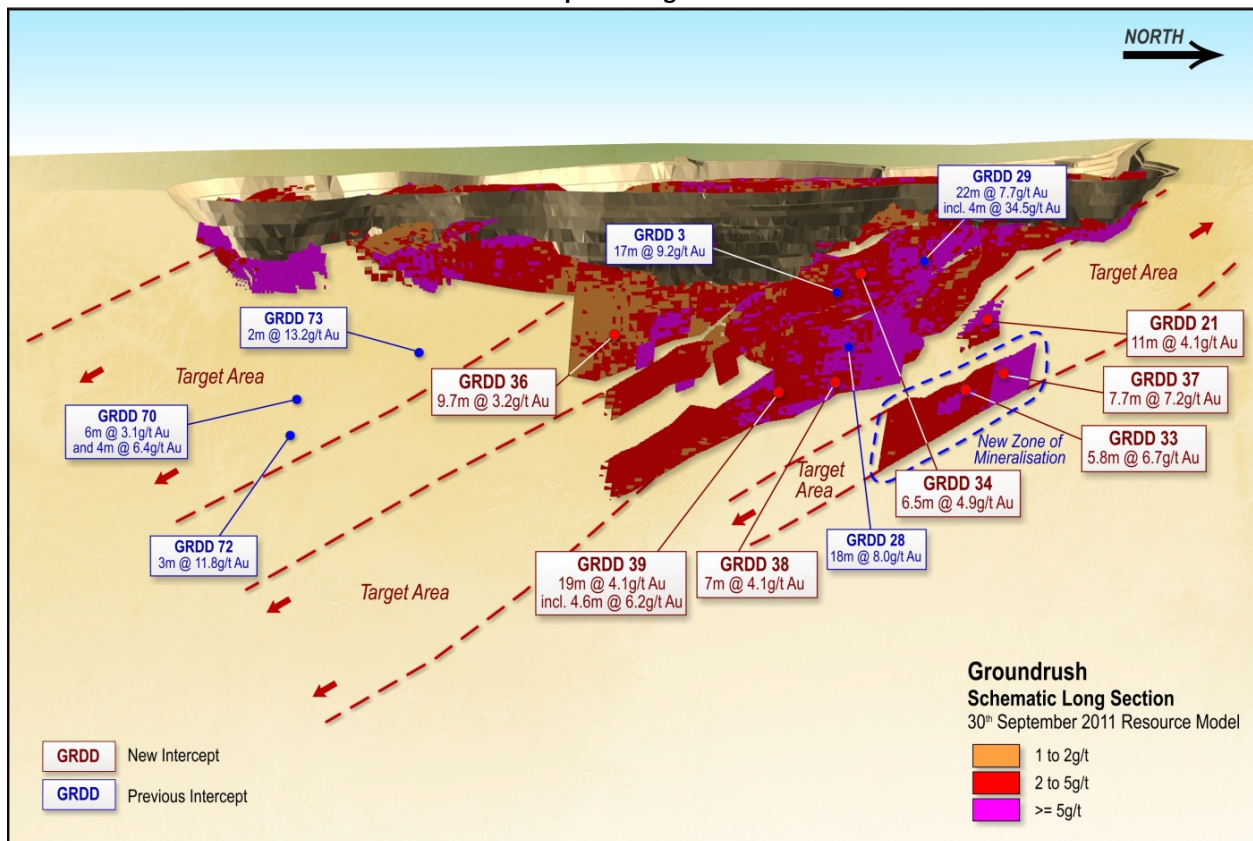 NORTH
GRDD 29
22m @ 7.7g/t Au
incl. 4m @ 34.5g/t Au
GRDD 3
17m @ 9.2g/t Au
Target Area
GRDD 73
2m @ 13.2g/t Au
GRDD 21
11m @ 4.1g/t Au
Target Area
GRDD 36
9.7m @ 3.2g/t Au
GRDD 37
7.7m @ 7.2g/t Au
GRDD 70
6m @ 3.1g/t Au
and 4m @ 6.4g/t Au
GRDD 33
5.8m @ 6.7g/t Au
New Zone of
Mineralisation
Target
Area
GRDD 34
6.5m @ 4.9g/t Au
GRDD 72
3m @ 11.8g/t Au
GRDD 28
18m @ 8.0g/t Au
GRDD 39
19m @ 4.1g/t Au
incl. 4.6m @ 6.2g/t Au
GRDD 38
7m @ 4.1g/t Au
Target Area
Groundrush
Schematic Long Section
30th September 2011 Resource Model
1 to 2g/t
2 to 5g/t
>= 5g/t
GRDD New Intercept
GRDD Previous Intercept